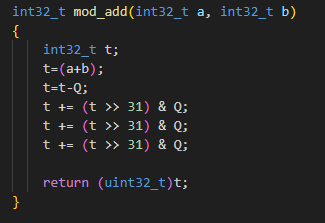 int32_t mod_add(int32_t a, int32_t b)
{
    int32_t t;
    t=(a+b);
    t=t-Q;
    t += (t >> 31) & Q;
    t += (t >> 31) & Q;
    t += (t >> 31) & Q;

    return (uint32_t)t;
}